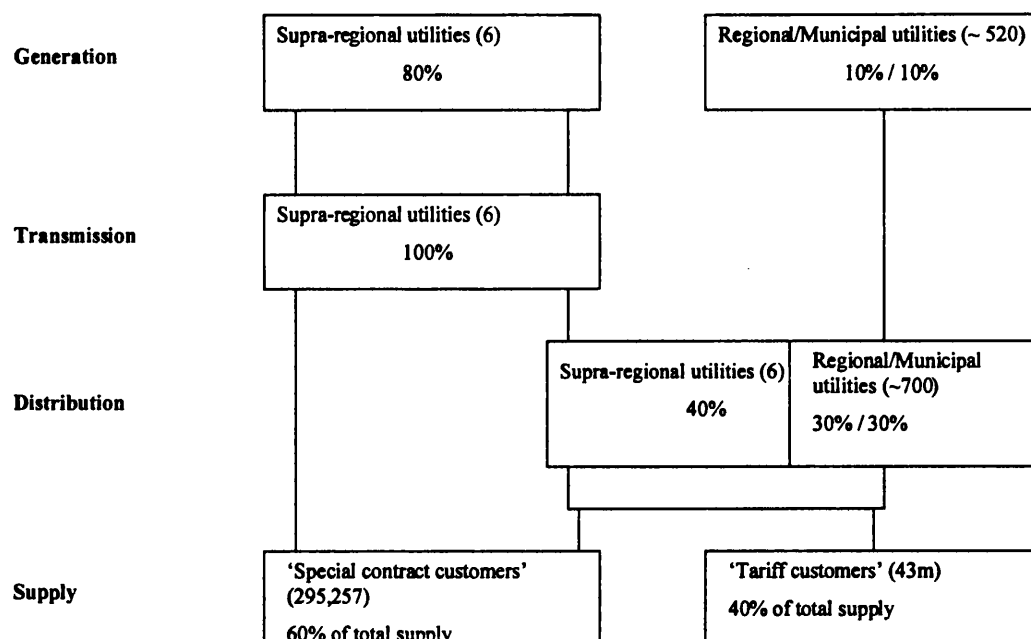 Generation
Supra-regional utilities (6)
80%
Regional/Municipal utilities (~ 520)
10% / 10%
Transmission
Supra-regional utilities (6)
100%
Distribution
Supra-regional utilities (6)
40%
Regional/Municipal
utilities (~700)
30% / 30%
Supply
‘Special contract customers’
(295,257)
60% of total supply
‘Tariff customers’ (43m)
40% of total supply